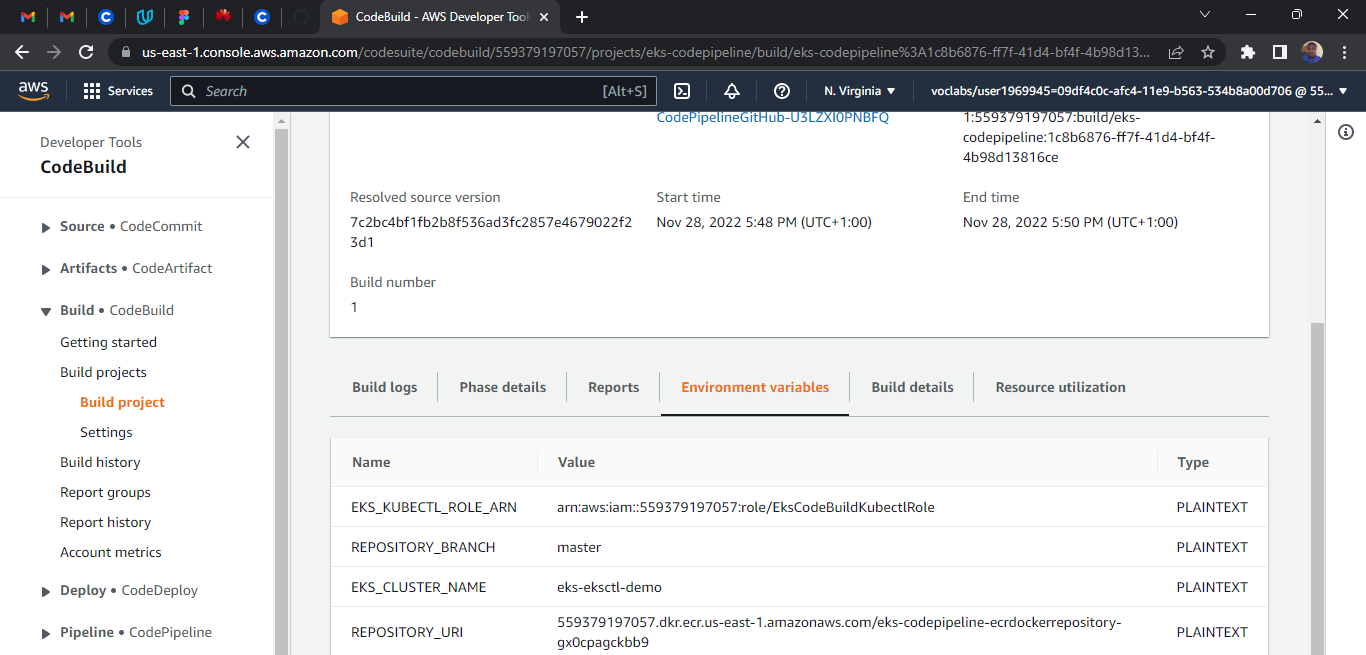 CodeBuild - AWS Developer Tool
us-east-1.console.aws.amazon.com/codesuite/codebuild/559379197057/projects/eks-codepipeline/build/eks-codepipeline%3A1c8b6876-ff7f-41d4-bf4f-4b98d13...
aws
Services
Search
[Alt+S]
N. Virginia
voclabs/user1969945=09df4c0c-afc4-11e9-b563-534b8a00d706 @ 55...
Developer Tools
CodeBuild
Source • CodeCommit
Artifacts • CodeArtifact
Build • CodeBuild
Getting started
Build projects
Build project
Settings
Build history
Report groups
Report history
Account metrics
Deploy • CodeDeploy
Pipeline • CodePipeline
CodePipelineGitHub-U3LZXI0PNBFQ
1:559379197057:build/eks-
codepipeline:1c8b6876-ff7f-41d4-bf4f-
4b98d13816ce
Resolved source version
7c2bc4bf1fb2b8f536ad3fc2857e4679022f2
3d1
Start time
Nov 28, 2022 5:48 PM (UTC+1:00)
End time
Nov 28, 2022 5:50 PM (UTC+1:00)
Build number
1
Build logs
Phase details
Reports
Environment variables
Build details
Resource utilization
Name
Value
Type
EKS_KUBECTL_ROLE_ARN
arn:aws:iam::559379197057:role/EksCodeBuildKubectlRole
PLAINTEXT
REPOSITORY_BRANCH
master
PLAINTEXT
EKS_CLUSTER_NAME
eks-eksctl-demo
PLAINTEXT
REPOSITORY_URI
559379197057.dkr.ecr.us-east-1.amazonaws.com/eks-codepipeline-ecrdockerrepository-
gx0cpagckbb9
PLAINTEXT